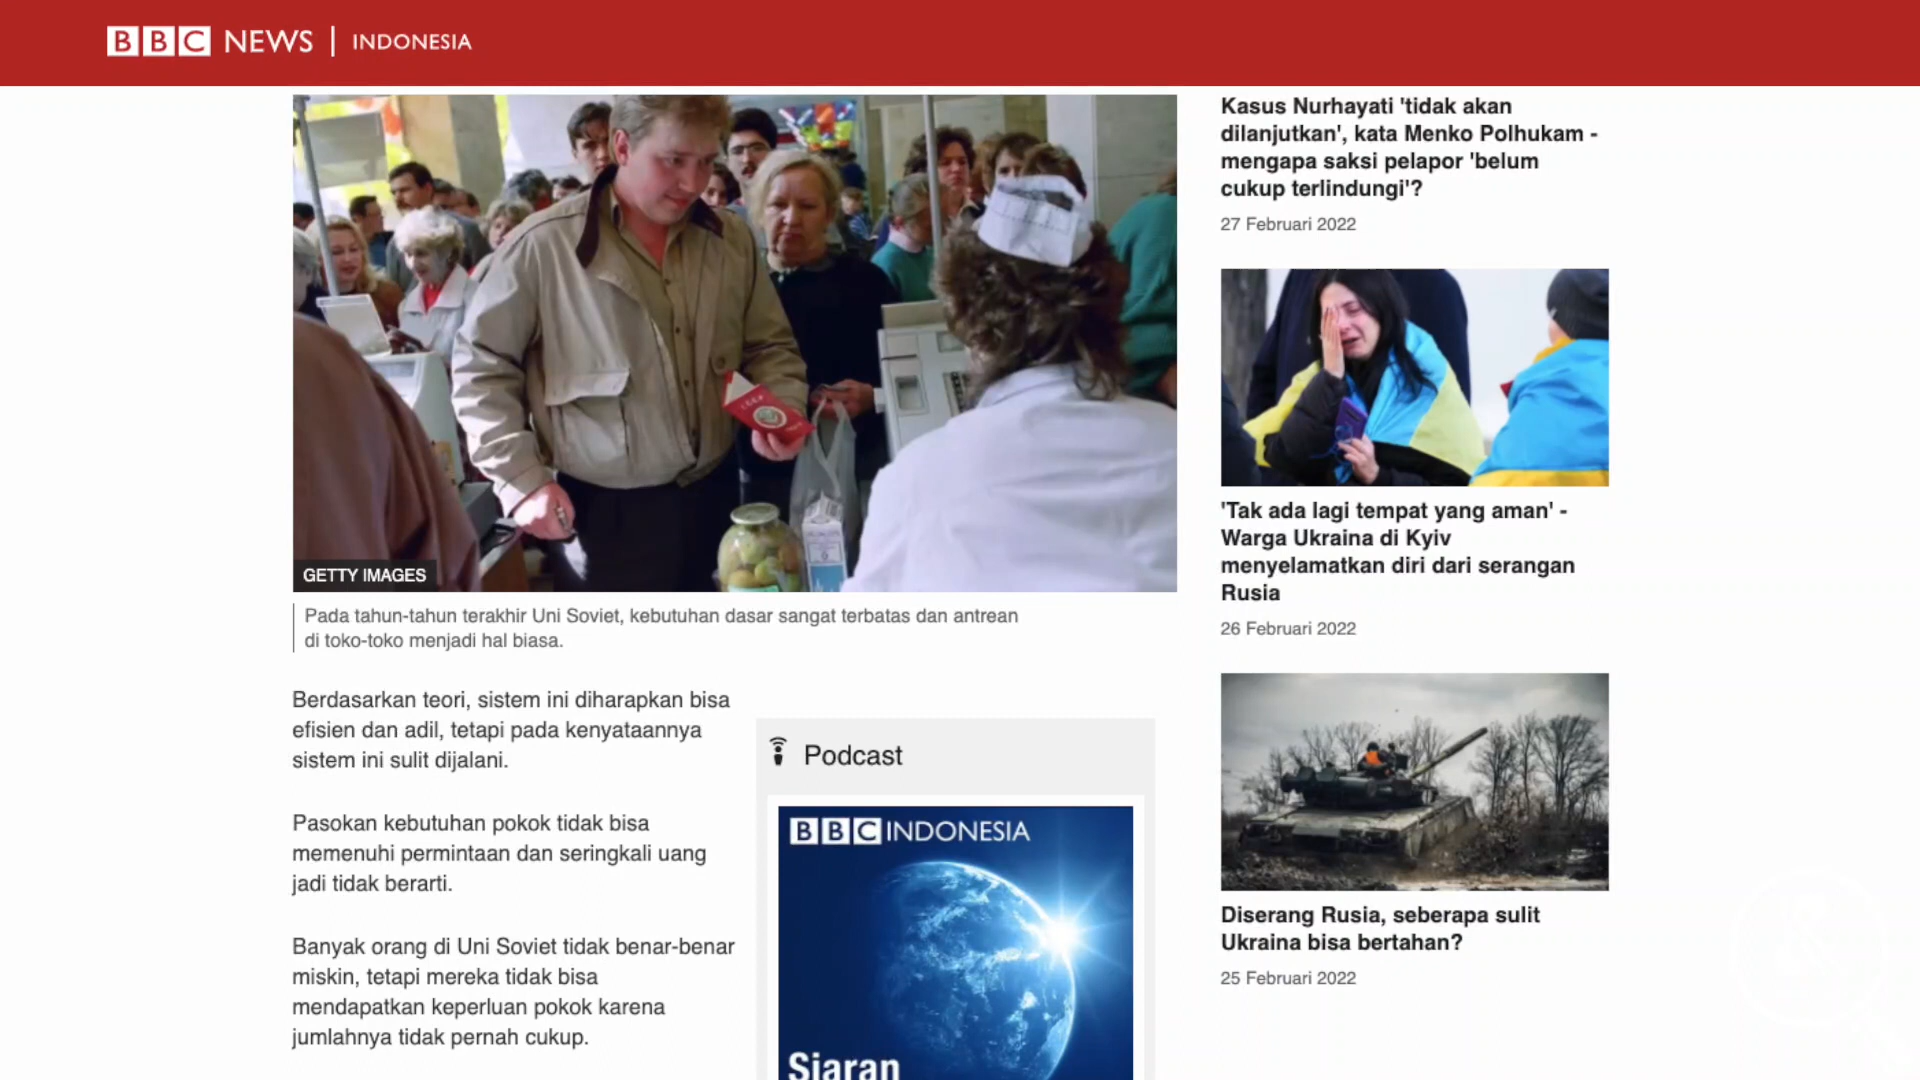 BBC NEWS | INDONESIA
GETTY IMAGES
Pada tahun-tahun terakhir Uni Soviet, kebutuhan dasar sangat terbatas dan antrean
di toko-toko menjadi hal biasa.
Berdasarkan teori, sistem ini diharapkan bisa
efisien dan adil, tetapi pada kenyataannya
sistem ini sulit dijalani.
Pasokan kebutuhan pokok tidak bisa
memenuhi permintaan dan seringkali uang
jadi tidak berarti.
Banyak orang di Uni Soviet tidak benar-benar
miskin, tetapi mereka tidak bisa
mendapatkan keperluan pokok karena
jumlahnya tidak pernah cukup.
Podcast
BBC INDONESIA
Siaran
Kasus Nurhayati 'tidak akan
dilanjutkan', kata Menko Polhukam -
mengapa saksi pelapor 'belum
cukup terlindungi'?
27 Februari 2022
'Tak ada lagi tempat yang aman' -
Warga Ukraina di Kyiv
menyelamatkan diri dari serangan
Rusia
26 Februari 2022
Diserang Rusia, seberapa sulit
Ukraina bisa bertahan?
25 Februari 2022